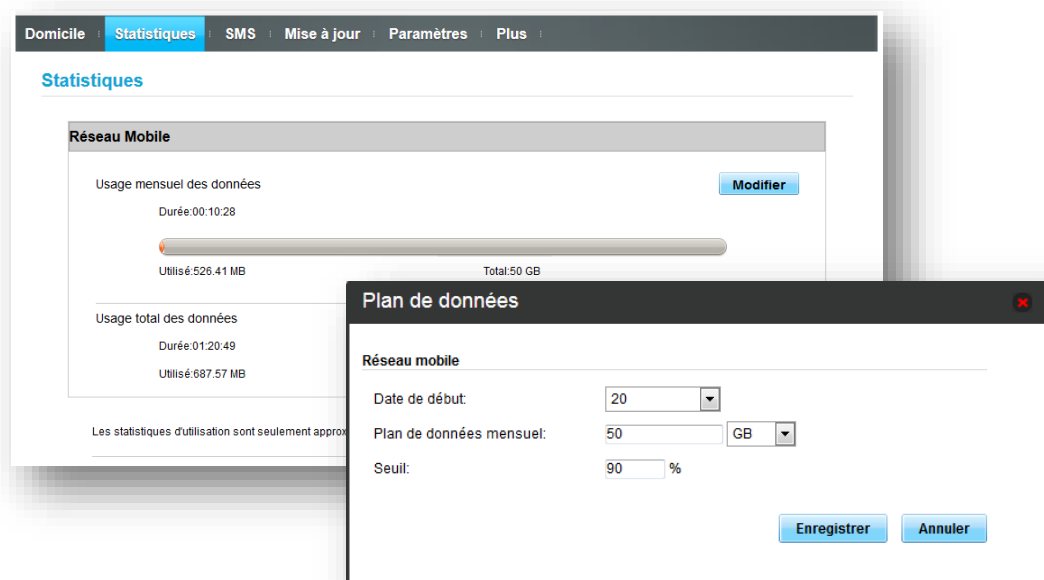 Domicile Statistiques SMS Mise à jour Paramètres Plus
Statistiques
Réseau Mobile
Usage mensuel des données
Modifier
Durée:00:10:28
Utilisé:526.41 MB
Total:50 GB
Usage total des données
Durée:01:20:49
Utilisé:687.57 MB
Les statistiques d'utilisation sont seulement approx
Plan de données
Réseau mobile
Date de début: 20
Plan de données mensuel: 50 GB
Seuil: 90 %
Enregistrer Annuler